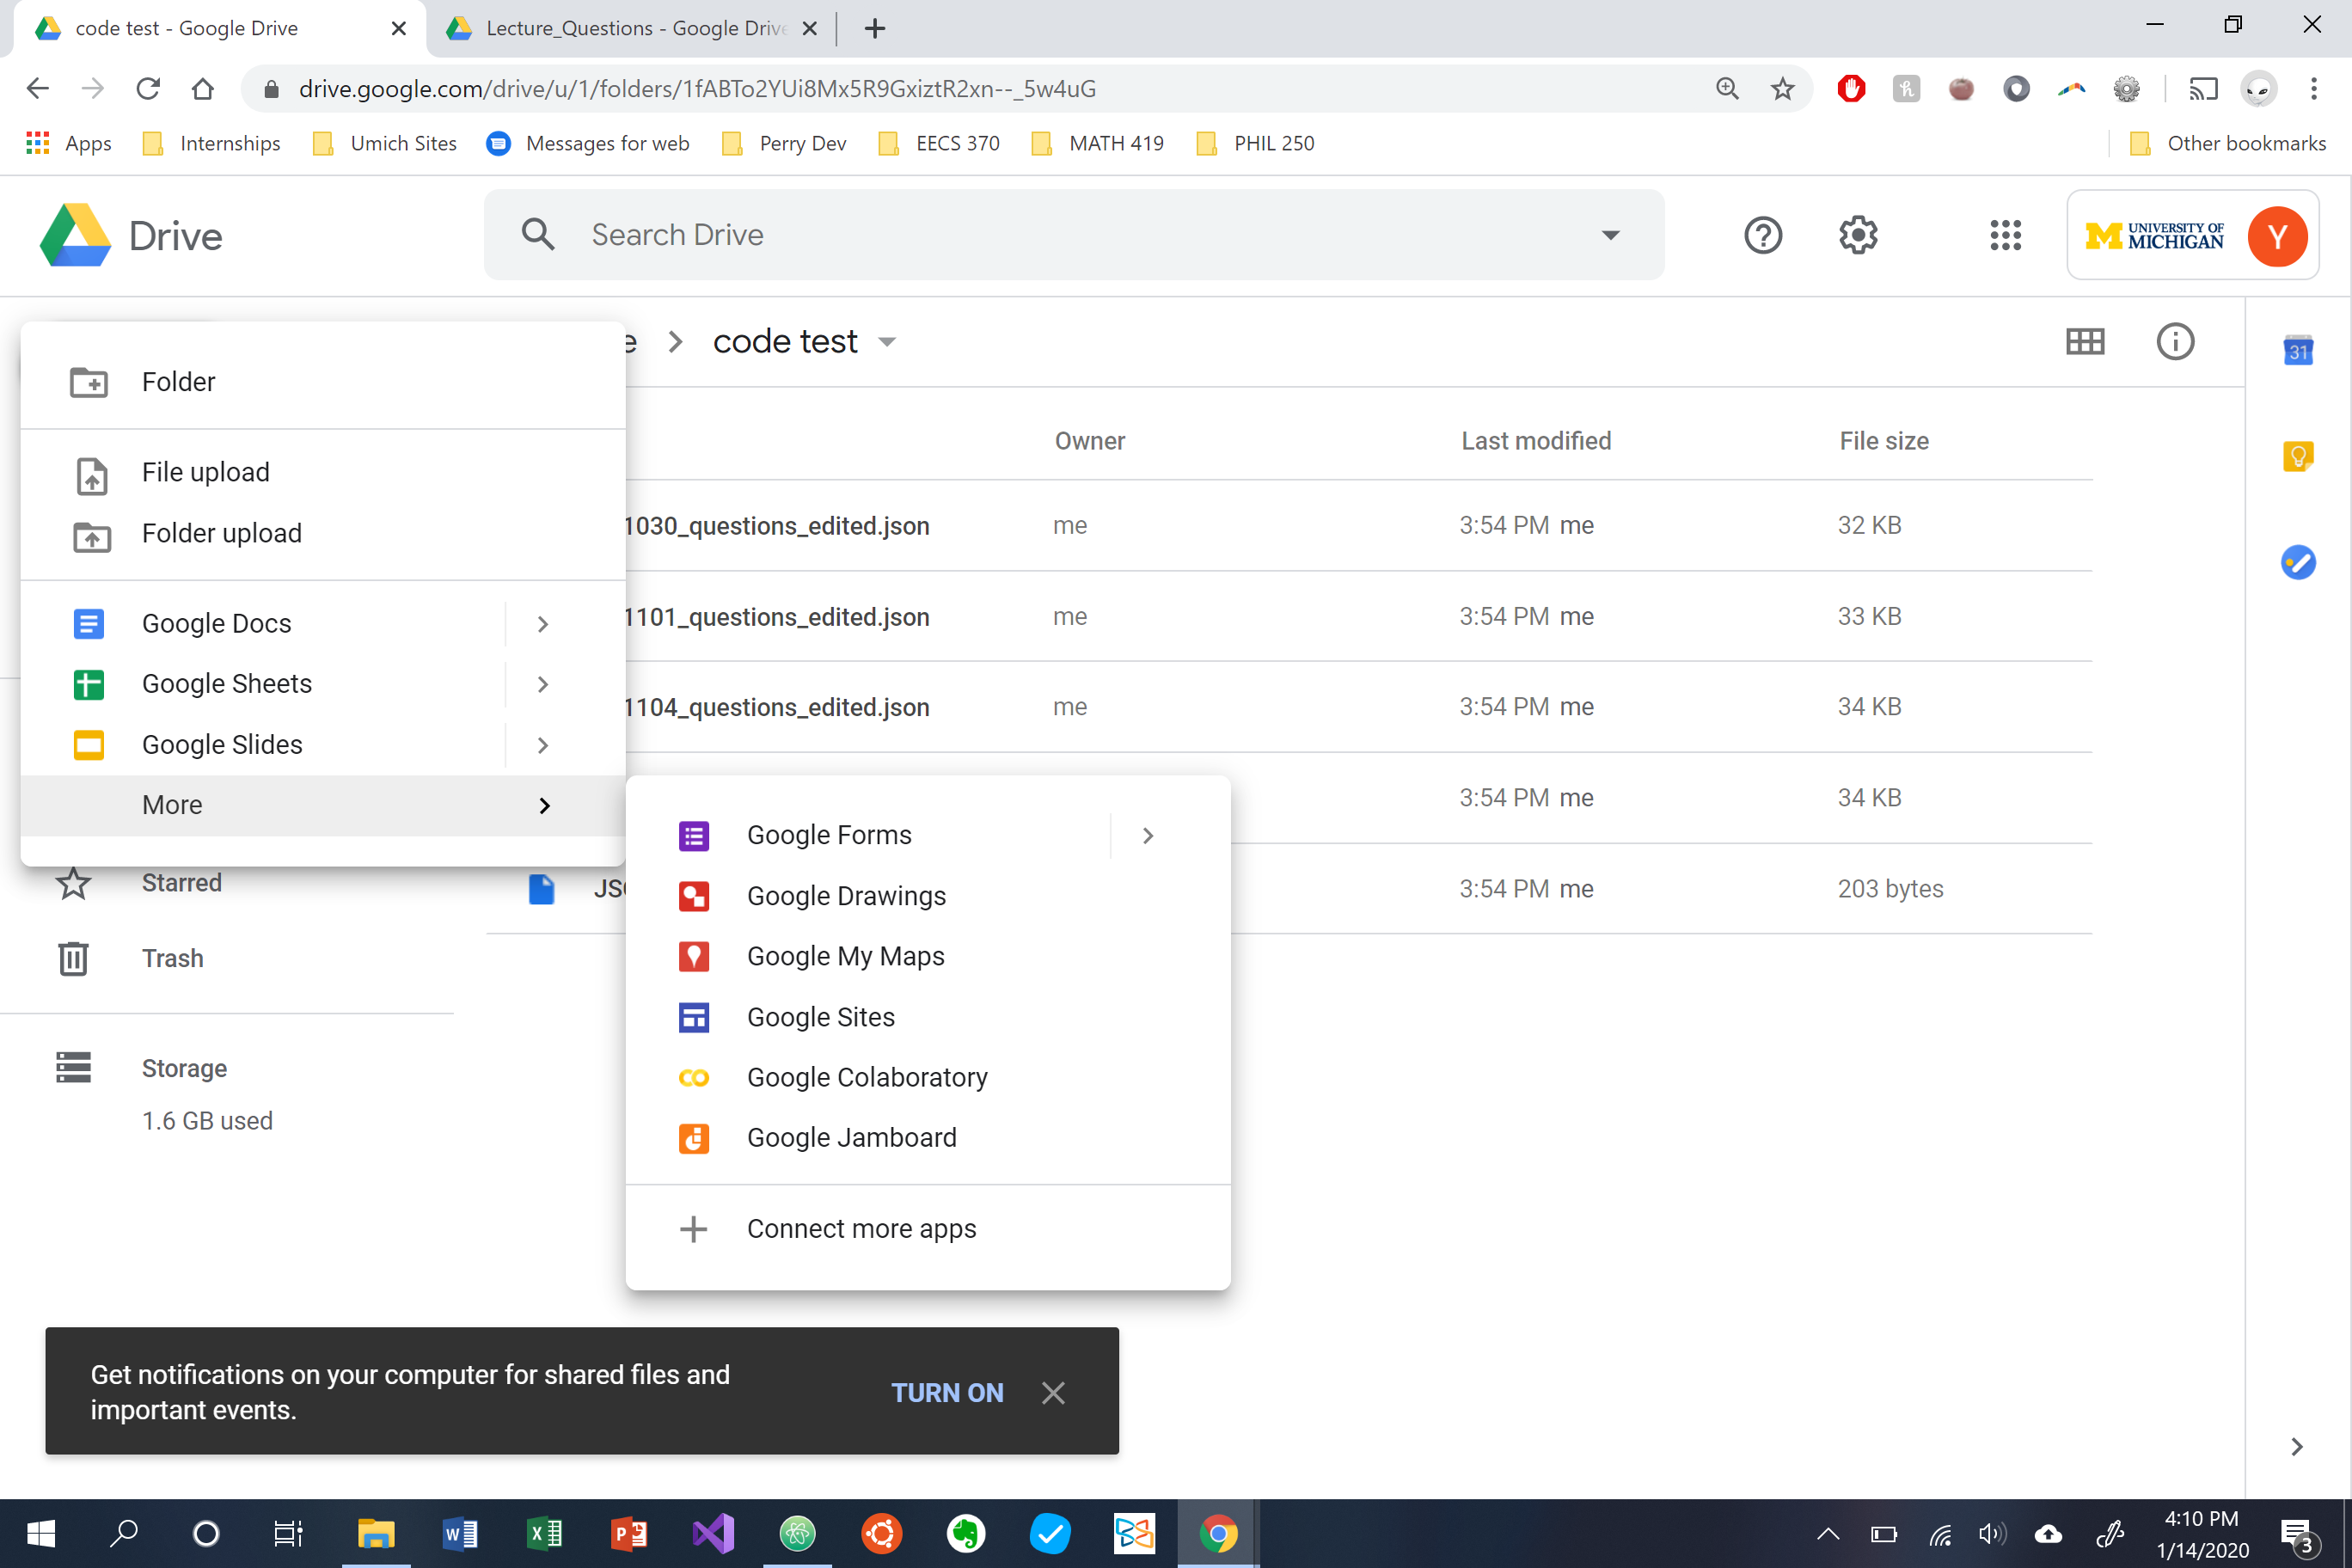 code test - Google Drive
Lecture_Questions - Google Drive
drive.google.com/drive/u/1/folders/1fABTo2YUi8Mx5R9GxiztR2xn--_5w4uG
Apps
Internships
Umich Sites
Messages for web
Perry Dev
EECS 370
MATH 419
PHIL 250
Other bookmarks
Drive
Search Drive
UNIVERSITY OF
MICHIGAN
Y
e
code test
Folder
File upload
Folder upload
Google Docs
Google Sheets
Google Slides
More
Owner
Last modified
File size
1030_questions_edited.json me 3:54 PM me 32 KB
1101_questions_edited.json me 3:54 PM me 33 KB
1104_questions_edited.json me 3:54 PM me 34 KB
3:54 PM me 34 KB
JS 3:54 PM me 203 bytes
Google Forms
Google Drawings
Google My Maps
Google Sites
Google Colaboratory
Google Jamboard
Connect more apps
Starred
Trash
Storage
1.6 GB used
31
Get notifications on your computer for shared files and
important events.
TURN ON
4:10 PM
1/14/2020
3